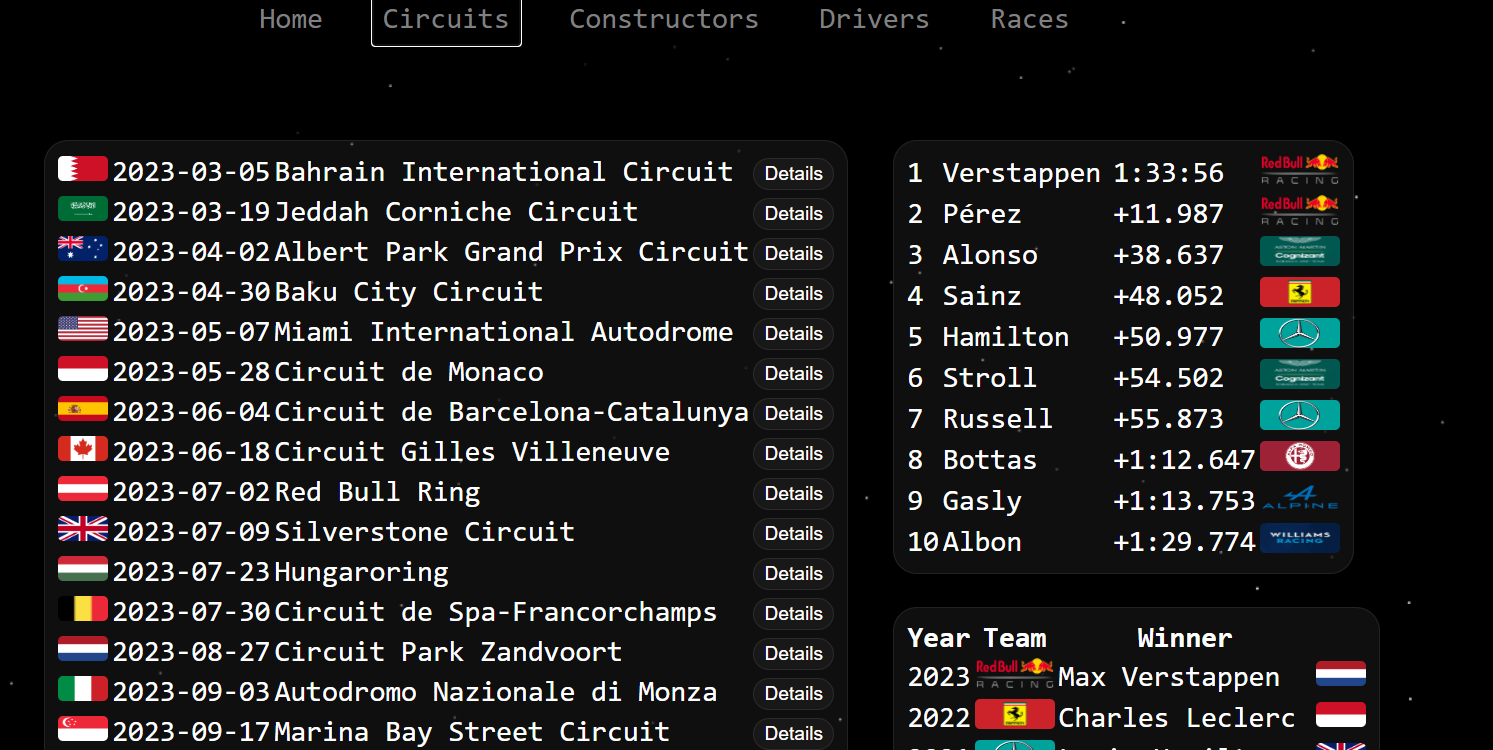 Home Circuits Constructors Drivers Races
2023-03-05 Bahrain International Circuit Details
2023-03-19 Jeddah Corniche Circuit Details
2023-04-02 Albert Park Grand Prix Circuit Details
2023-04-30 Baku City Circuit Details
2023-05-07 Miami International Autodrome Details
2023-05-28 Circuit de Monaco Details
2023-06-04 Circuit de Barcelona-Catalunya Details
2023-06-18 Circuit Gilles Villeneuve Details
2023-07-02 Red Bull Ring Details
2023-07-09 Silverstone Circuit Details
2023-07-23 Hungaroring Details
2023-07-30 Circuit de Spa-Francorchamps Details
2023-08-27 Circuit Park Zandvoort Details
2023-09-03 Autodromo Nazionale di Monza Details
2023-09-17 Marina Bay Street Circuit Details
1 Verstappen 1:33:56 Red Bull RACING
2 Pérez +11.987 Red Bull RACING
3 Alonso +38.637 ASTON MARTIN Cognizant
4 Sainz +48.052
5 Hamilton +50.977
6 Stroll +54.502 ASTON MARTIN Cognizant
7 Russell +55.873
8 Bottas +1:12.647
9 Gasly +1:13.753 ALPINE
10 Albon +1:29.774 WILLIAMS RACING
Year Team Winner
2023 Red Bull RACING Max Verstappen
2022 Charles Leclerc